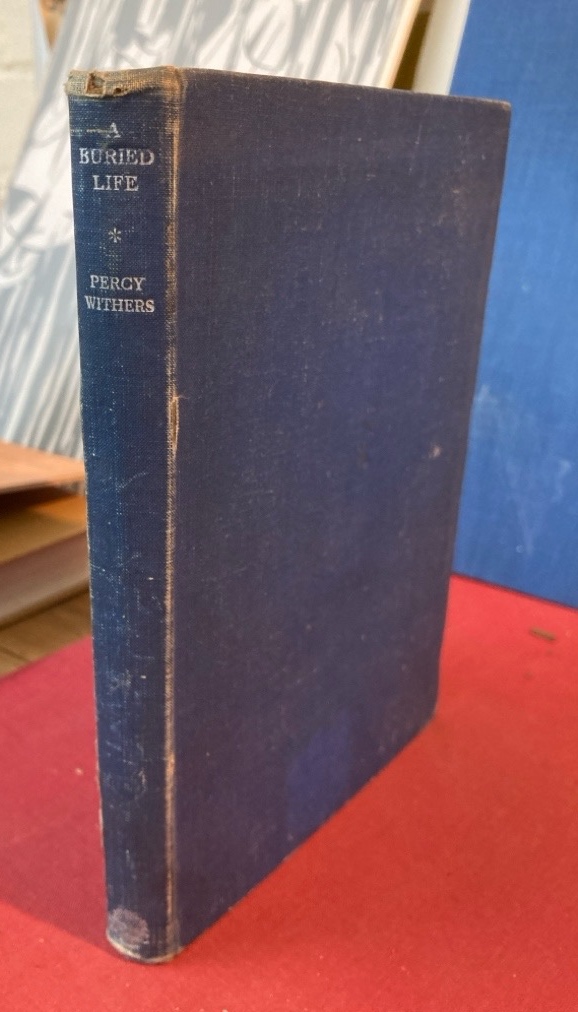 A
BURIED
LIFE
*
PERCY
WITHERS